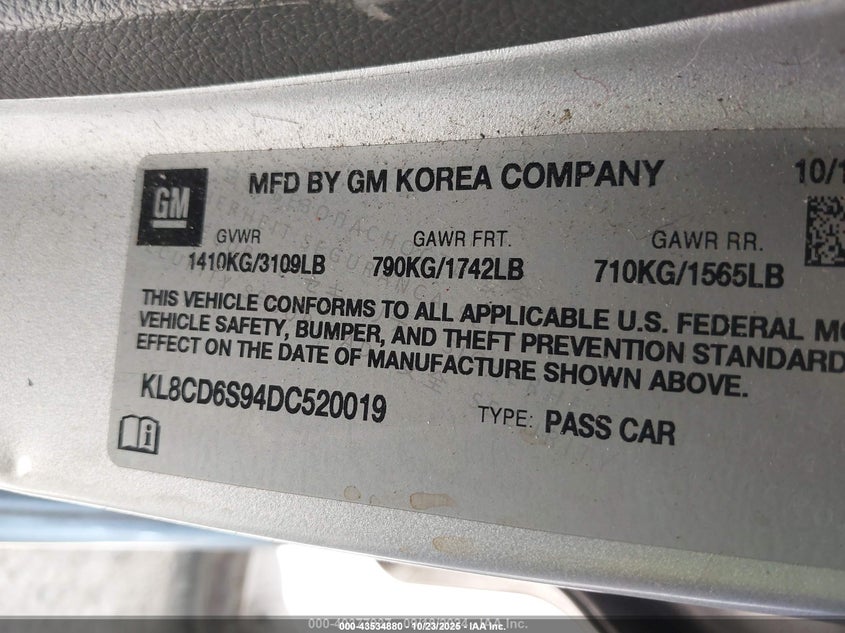 MFD BY GM KOREA COMPANY
10/1
GM
GVWR
GAWR FRT.
GAWR RR.
1410KG/3109LB
790KG/1742LB
710KG/1565LB
THIS VEHICLE CONFORMS TO ALL APPLICABLE U.S. FEDERAL MO
VEHICLE SAFETY, BUMPER, AND THEFT PREVENTION STANDARD
EFFECT ON THE DATE OF MANUFACTURE SHOWN ABOVE.
KL8CD6S94DC520019
TYPE: PASS CAR
43534880 - 10/23/2025 - IAA Inc.